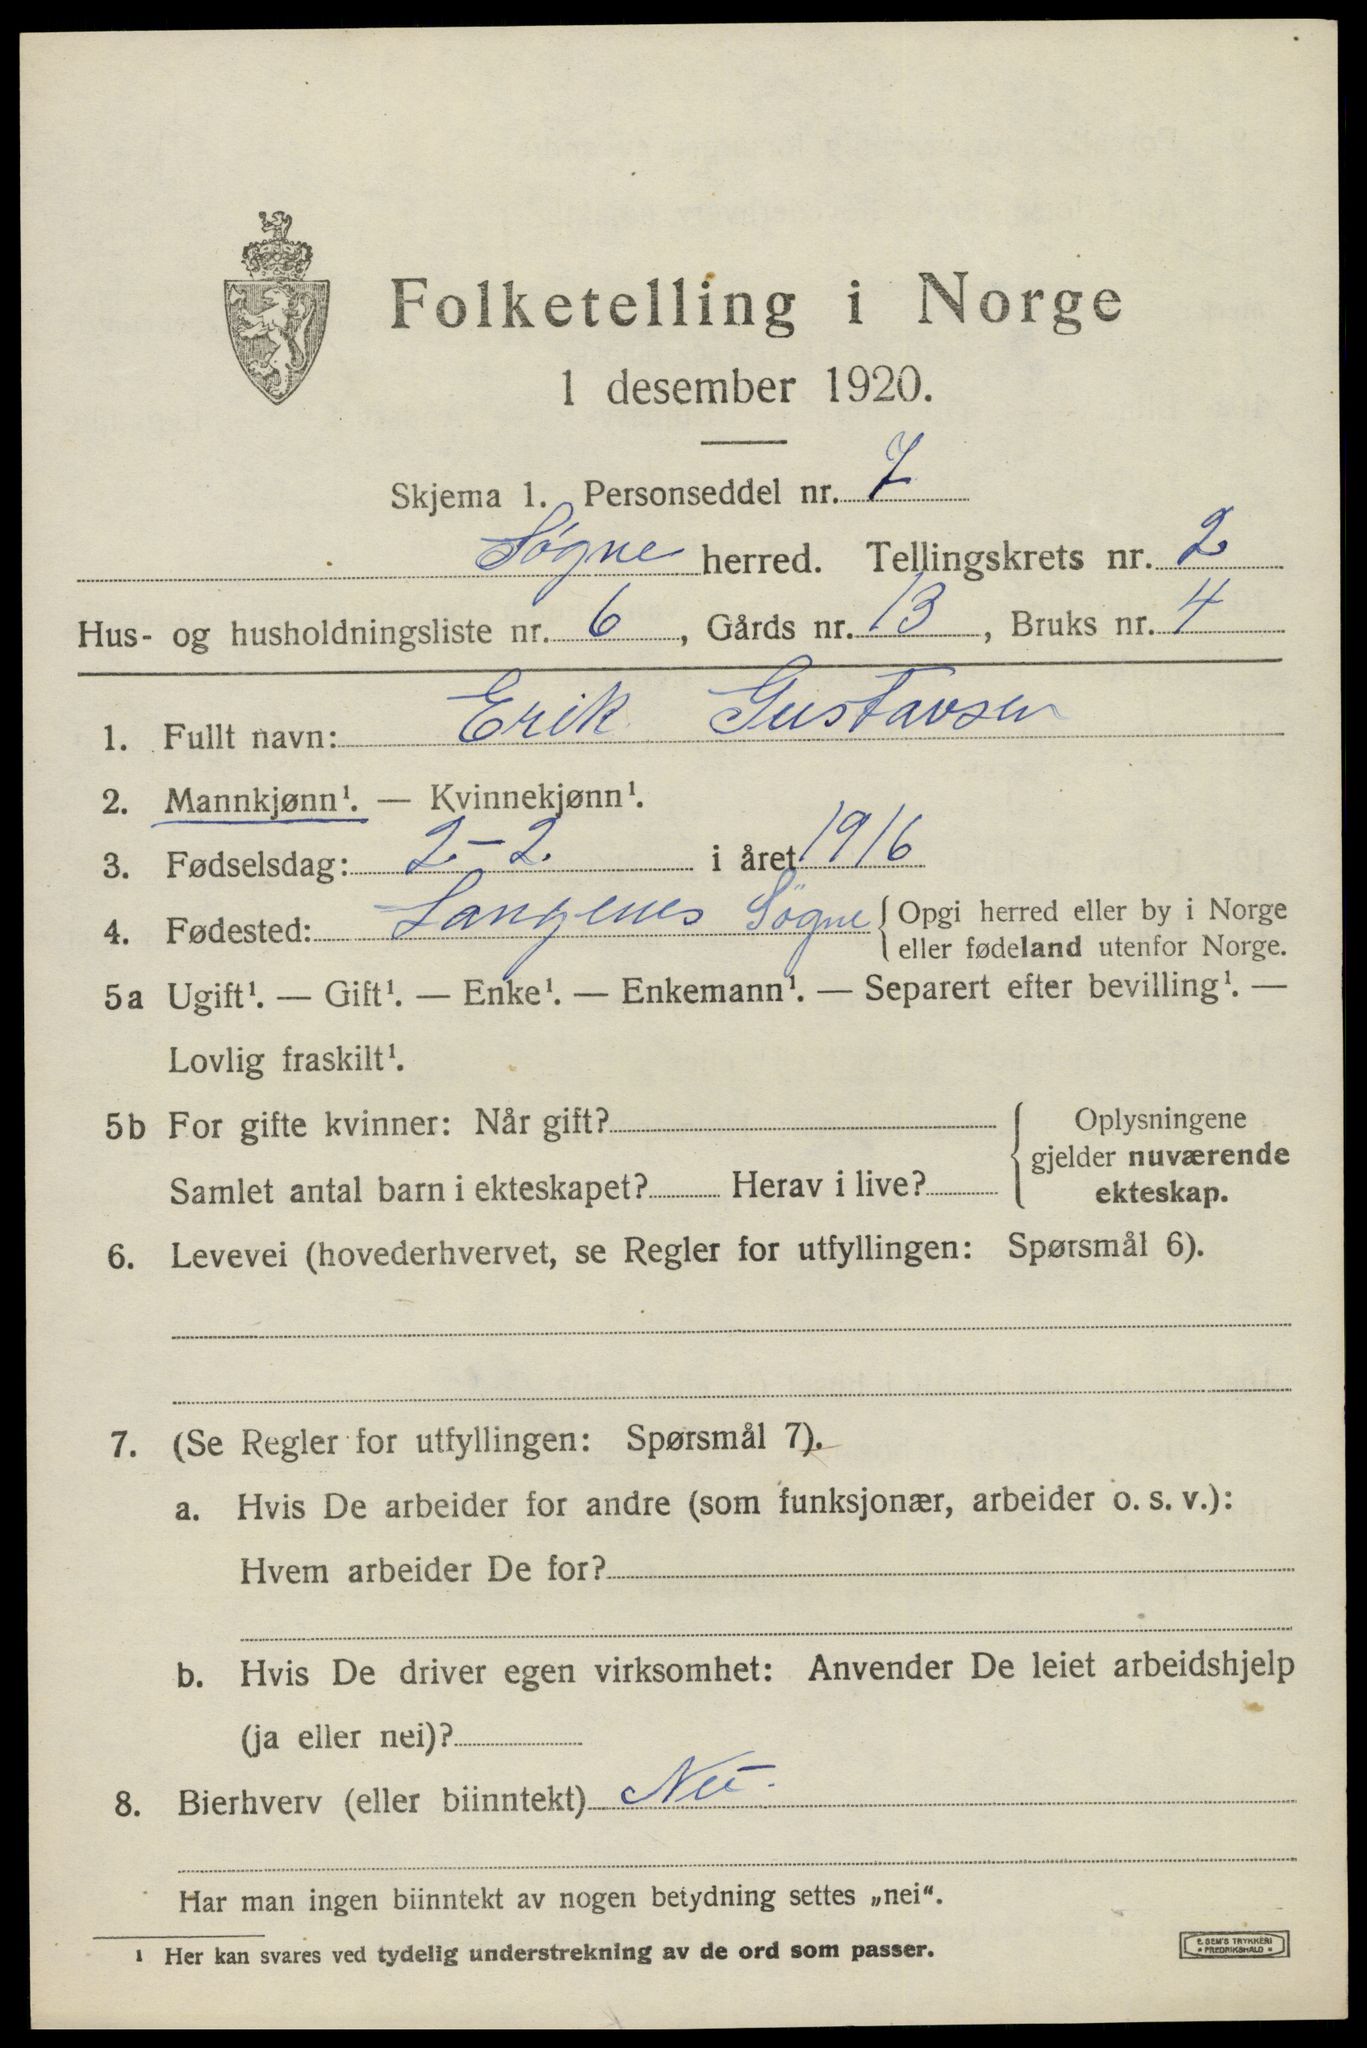 Folketelling i Norge
1 desember 1920.
Skjema 1. Personseddel nr. 7
Søgne herred. Tellingskrets nr. 2
Hus- og husholdningsliste nr. 6, Gårds nr. 13, Bruks nr. 4
1. Fullt navn: Erik Gustavsen
2. Mannkjønn¹. — Kvinnekjønn¹.
3. Fødselsdag: 2-2. i året 1916
4. Fødested: Langenes Søgne { Opgi herred eller by i Norge
eller fødeland utenfor Norge.
5a Ugift¹. — Gift¹. — Enke¹. — Enkemann¹. — Separert efter bevilling¹. —
Lovlig fraskilt¹.
5b For gifte kvinner: Når gift? { Oplysningene
gjelder nuværende
Samlet antal barn i ekteskapet? Herav i live? ekteskap.
6. Levevei (hovederhvervet, se Regler for utfyllingen: Spørsmål 6).
7. (Se Regler for utfyllingen: Spørsmål 7).
a. Hvis De arbeider for andre (som funksjonær, arbeider o. s. v.):
Hvem arbeider De for?
b. Hvis De driver egen virksomhet: Anvender De leiet arbeidshjelp
(ja eller nei)?
8. Bierhverv (eller biinntekt) Nei.
Har man ingen biinntekt av nogen betydning settes „nei“.
¹ Her kan svares ved tydelig understrekning av de ord som passer.
E. SEM'S TRYKKERI
* FREDRIKSHALD *